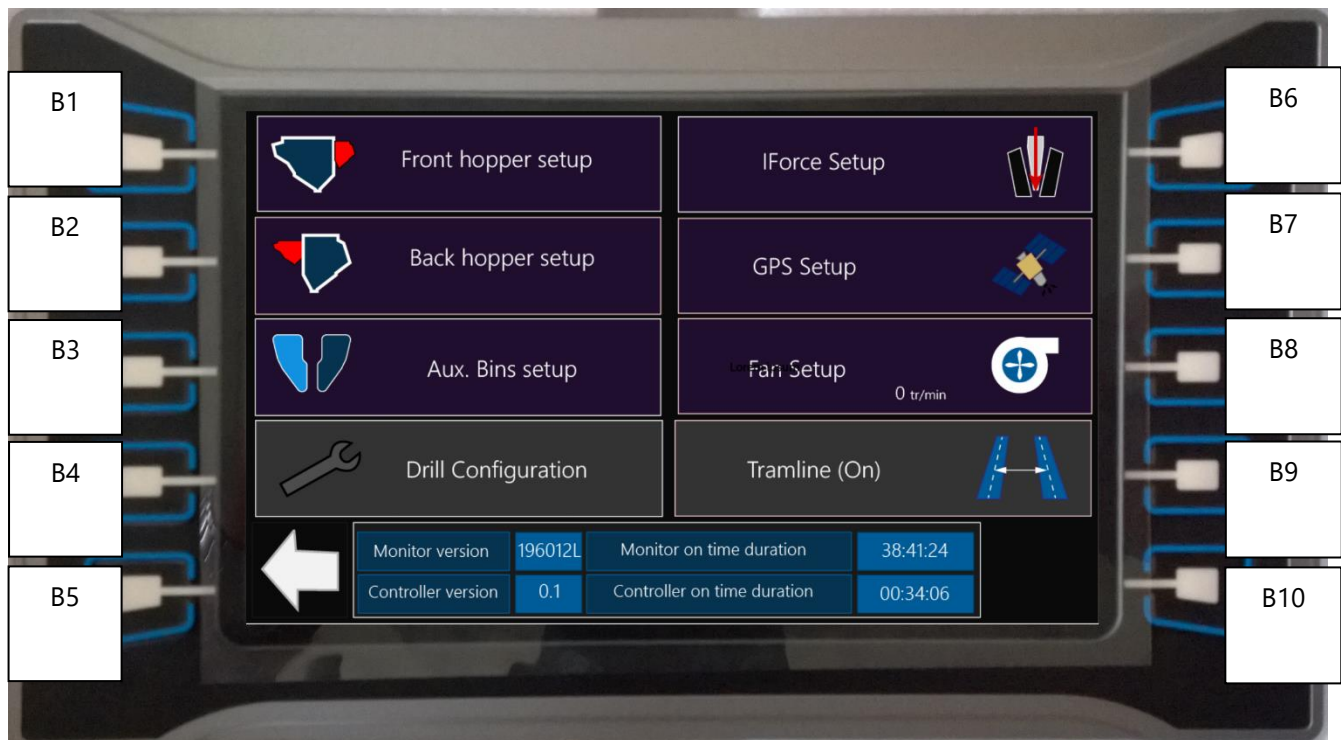 B1
B6
Front hopper setup
IForce Setup
B2
B7
Back hopper setup
GPS Setup
B3
B8
Aux. Bins setup
Fan Setup
0 tr/min
B4
B9
Drill Configuration
Tramline (On)
Monitor version 196012L Monitor on time duration 38:41:24
B5
B10
Controller version 0.1 Controller on time duration 00:34:06